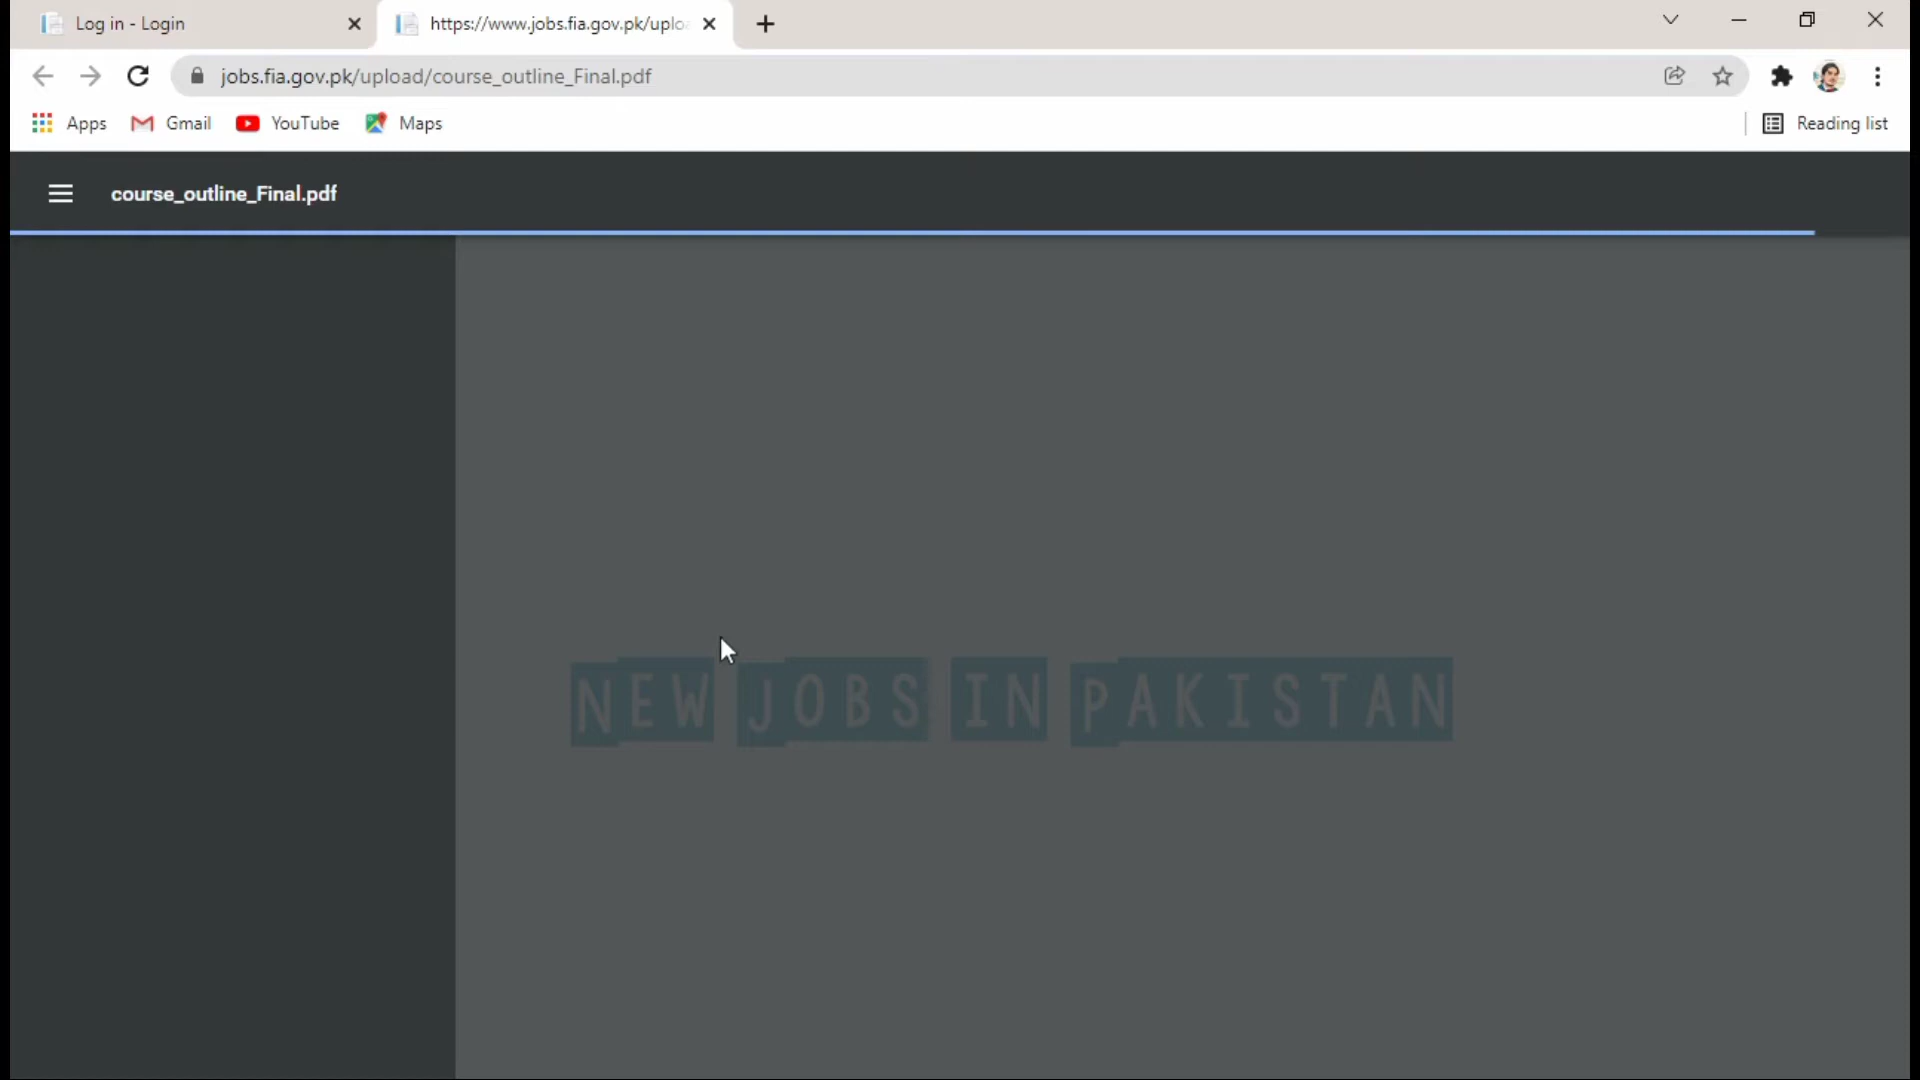 Log in - Login
https://www.jobs.fia.gov.pk/uplo
jobs.fia.gov.pk/upload/course_outline_Final.pdf
Apps Gmail YouTube Maps Reading list
course_outline_Final.pdf
NEW JOBS IN PAKISTAN